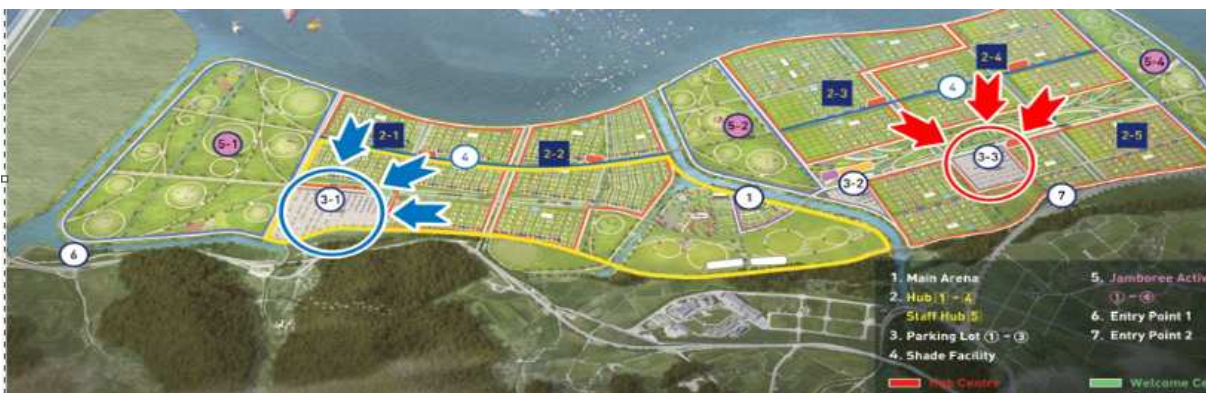 5-4
2-4
4
2-3
2-1
5-2
2-5
5-1
4
2-2
3-3
3-2
3-1
1
7
6
1. Main Arena
2. Hub 1 - 4
Staff Hub 5
3. Parking Lot ① - ③
4. Shade Facility
Hub Centre
5. Jamboree Activ
① - ④
6. Entry Point 1
7. Entry Point 2
Welcome Ce